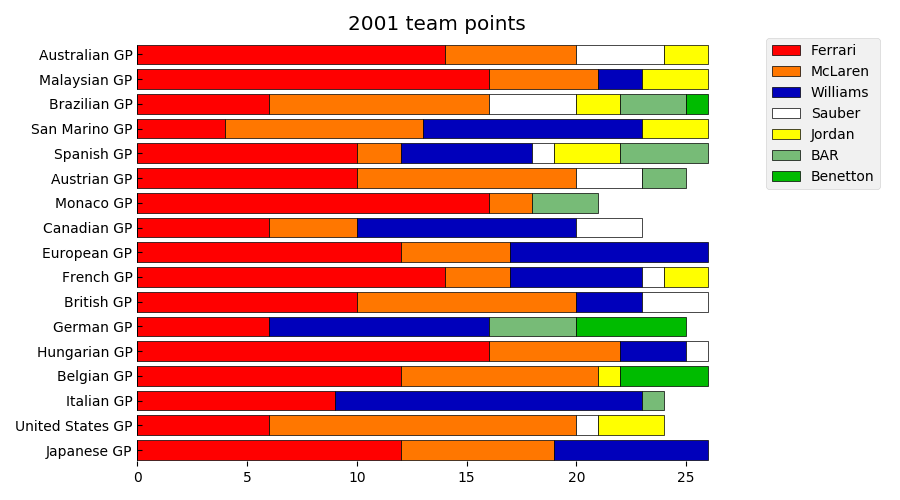 2001 team points
Australian GP
Malaysian GP
Brazilian GP
San Marino GP
Spanish GP
Austrian GP
Monaco GP
Canadian GP
European GP
French GP
British GP
German GP
Hungarian GP
Belgian GP
Italian GP
United States GP
Japanese GP
0 5 10 15 20 25
Ferrari
McLaren
Williams
Sauber
Jordan
BAR
Benetton